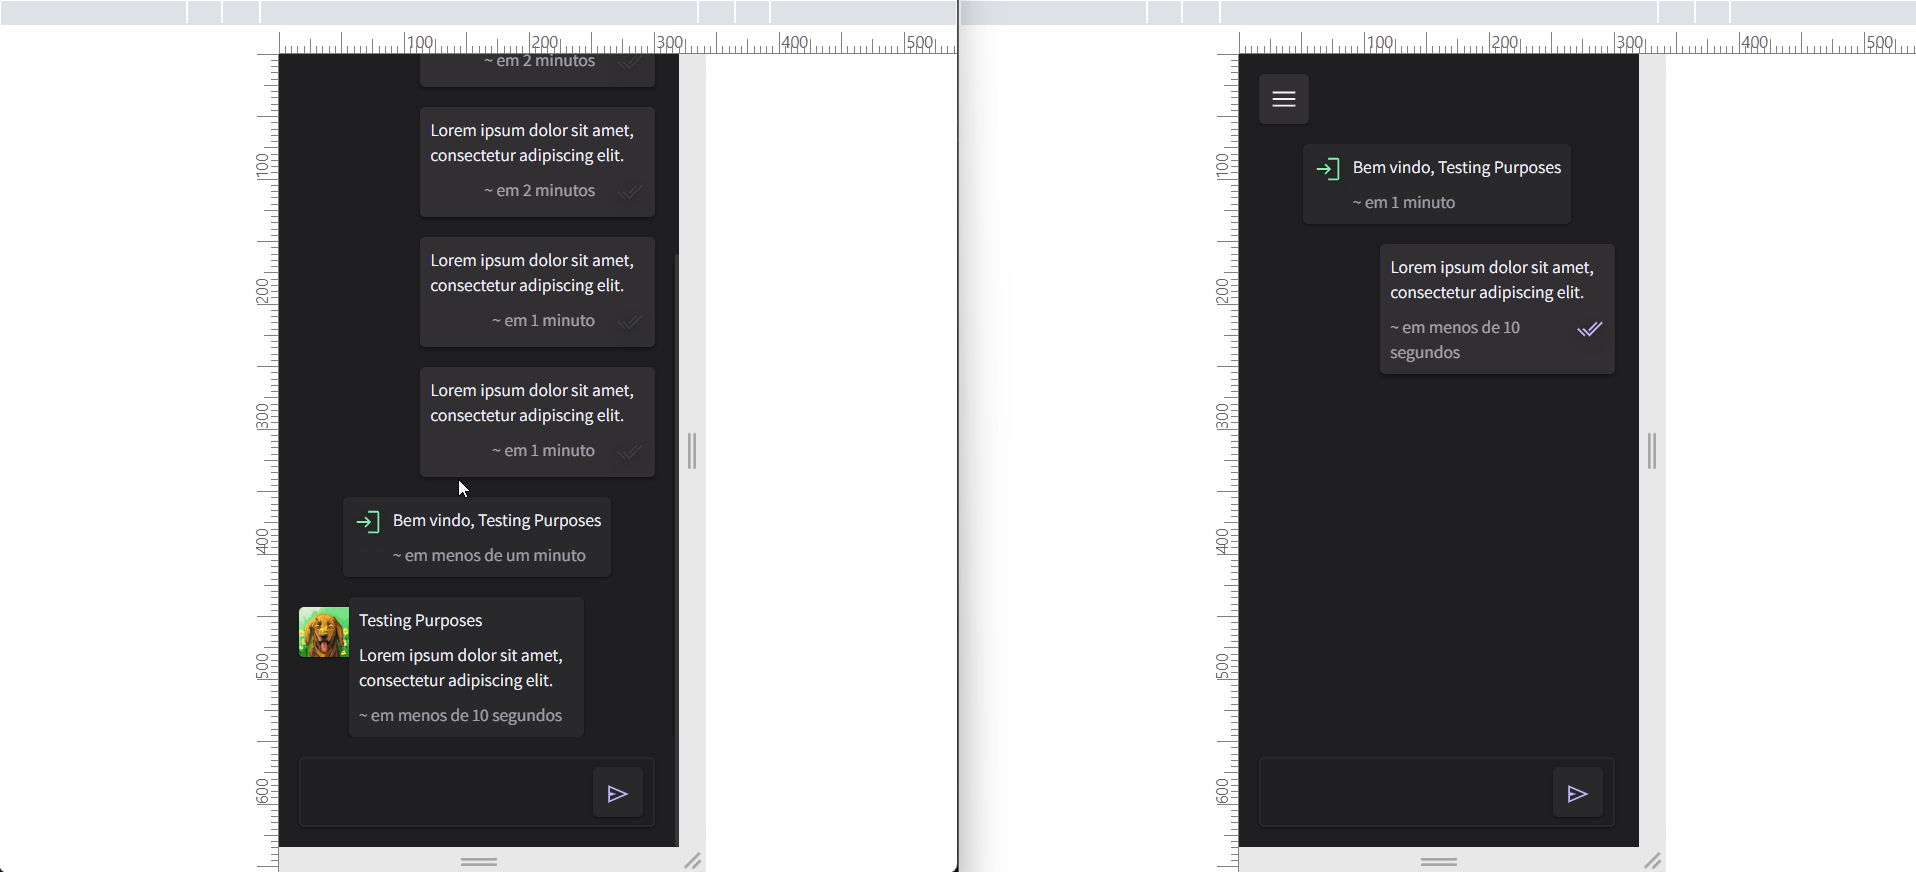 100 200 300 400 500
~ em 2 minutos
Lorem ipsum dolor sit amet,
consectetur adipiscing elit.
~ em 2 minutos
Lorem ipsum dolor sit amet,
consectetur adipiscing elit.
~ em 1 minuto
Lorem ipsum dolor sit amet,
consectetur adipiscing elit.
~ em 1 minuto
Bem vindo, Testing Purposes
~ em menos de um minuto
Testing Purposes
Lorem ipsum dolor sit amet,
consectetur adipiscing elit.
~ em menos de 10 segundos
100
200
300
400
500
600
100 200 300 400 500
Bem vindo, Testing Purposes
~ em 1 minuto
Lorem ipsum dolor sit amet,
consectetur adipiscing elit.
~ em menos de 10
segundos
100
200
300
400
500
600